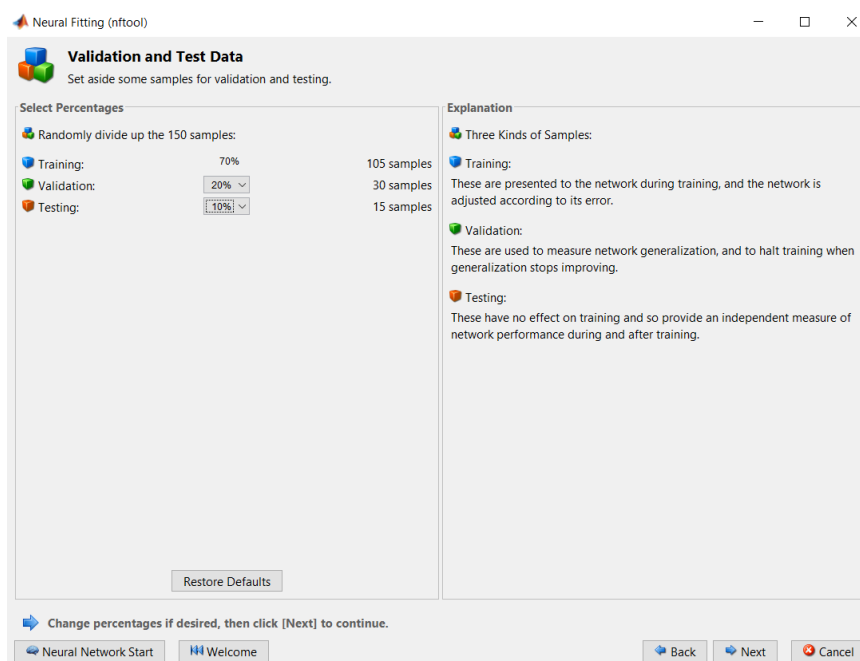 Neural Fitting (nftool)
Validation and Test Data
Set aside some samples for validation and testing.
Select Percentages
Randomly divide up the 150 samples:
Training: 70% 105 samples
Validation: 20% 30 samples
Testing: 10% 15 samples
Restore Defaults
Explanation
Three Kinds of Samples:
Training:
These are presented to the network during training, and the network is
adjusted according to its error.
Validation:
These are used to measure network generalization, and to halt training when
generalization stops improving.
Testing:
These have no effect on training and so provide an independent measure of
network performance during and after training.
Change percentages if desired, then click [Next] to continue.
Neural Network Start Welcome Back Next Cancel